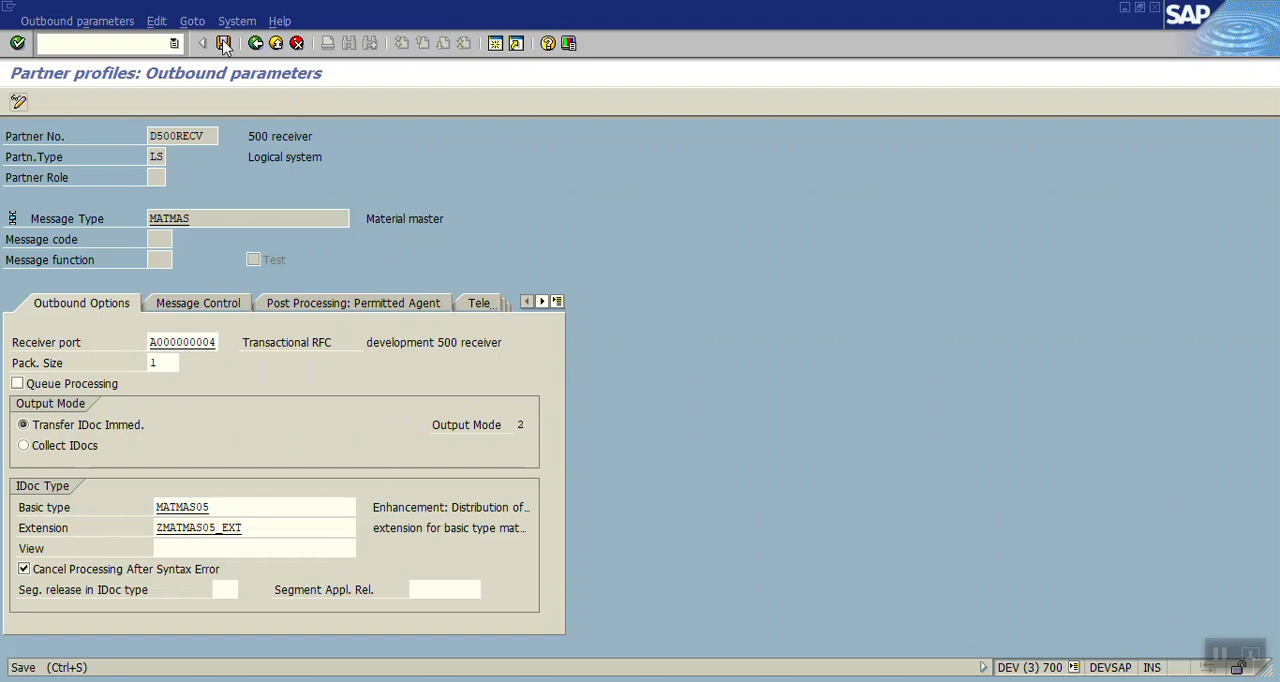 Outbound parameters Edit Goto System Help
SAP
Partner profiles: Outbound parameters
Partner No. D500RECV 500 receiver
Partn.Type LS Logical system
Partner Role
Message Type MATMAS Material master
Message code
Message function Test
Outbound Options Message Control Post Processing: Permitted Agent Tele...
Receiver port A000000004 Transactional RFC development 500 receiver
Pack. Size 1
Queue Processing
Output Mode
Transfer IDoc Immed. Output Mode 2
Collect IDocs
IDoc Type
Basic type MATMAS05 Enhancement: Distribution of...
Extension ZMATMAS05_EXT extension for basic type mat...
View
Cancel Processing After Syntax Error
Seg. release in IDoc type Segment Appl. Rel.
Save (Ctrl+S) DEV (3) 700 DEVSAP INS